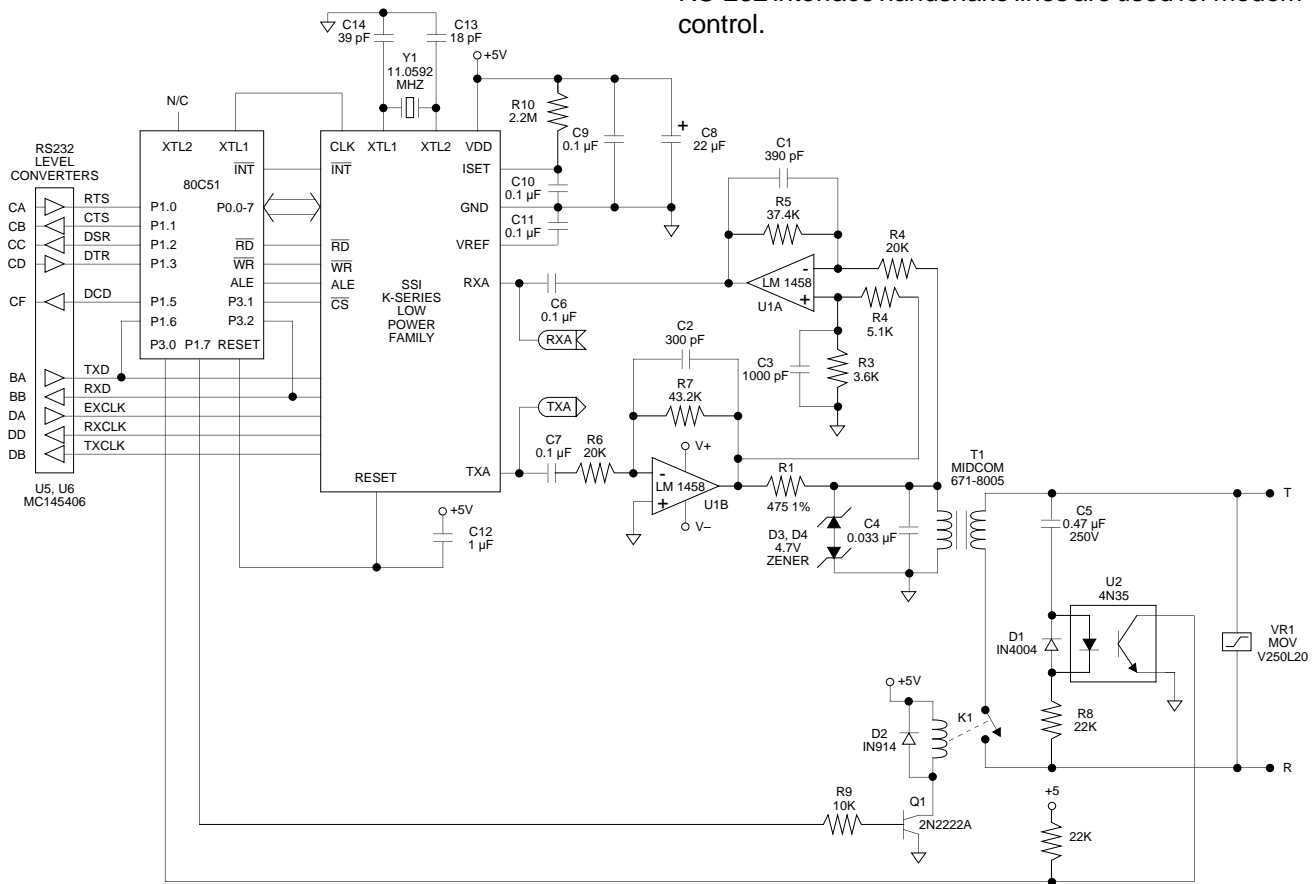 RS-232 interface handshake lines are used for modem
control.
C14
39 pF
C13
18 pF
Y1
11.0592
MHZ
+5V
N/C
R10
2.2M
C9
0.1 µF
+
C8
22 µF
C1
390 pF
RS232
LEVEL
CONVERTERS
XTL2 XTL1
INT
80C51
P1.0 P0.0-7
P1.1
P1.2 RD
P1.3 WR
ALE
P1.5 P3.1
P1.6 P3.2
P3.0 P1.7 RESET
CLK XTL1 XTL2 VDD
INT ISET
GND
VREF
RD
WR
ALE
CS
RXA
SSI
K-SERIES
LOW
POWER
FAMILY
TXA
RESET
CA RTS
CB CTS
CC DSR
CD DTR
CF DCD
BA TXD
BB RXD
DA EXCLK
DD RXCLK
DB TXCLK
U5, U6
MC145406
C10
0.1 µF
C11
0.1 µF
R5
37.4K
R4
20K
-
LM 1458
+
U1A
R4
5.1K
C6
0.1 µF
RXA
C2
300 pF
C3
1000 pF
R3
3.6K
R7
43.2K
TXA
C7
0.1 µF
R6
20K
V+
-
LM 1458
+
U1B
V–
R1
475 1%
T1
MIDCOM
671-8005
T
D3, D4
4.7V
ZENER
C4
0.033 µF
C5
0.47 µF
250V
+5V
C12
1 µF
U2
4N35
D1
IN4004
VR1
MOV
V250L20
+5V
K1
R8
22K
D2
IN914
R
R9
10K
Q1
2N2222A
+5
22K